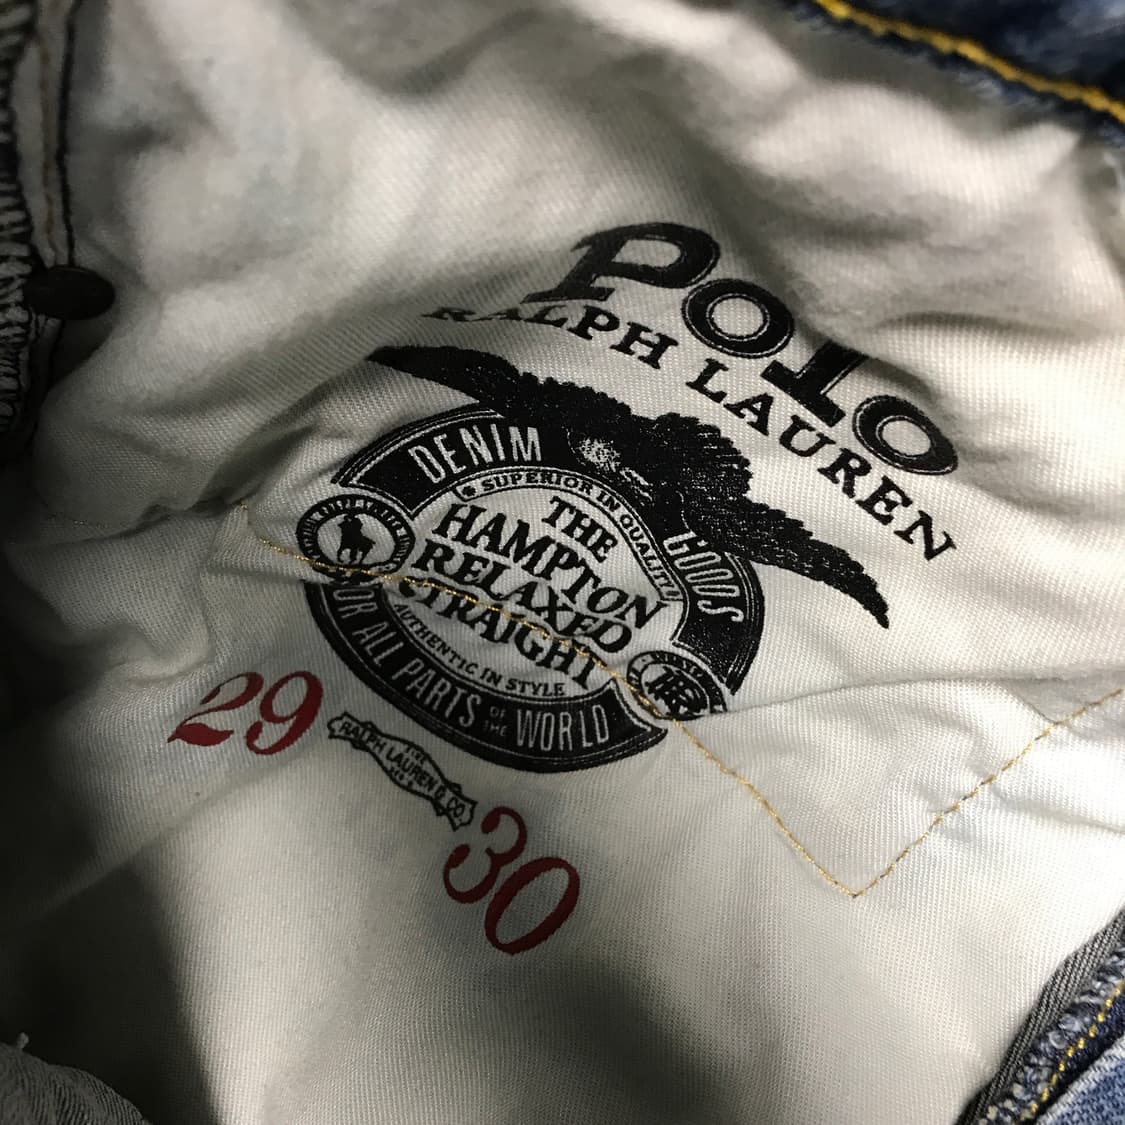 POLO
RALPH LAUREN
DENIM GOODS
SUPERIOR IN QUALITY
THE
HAMPTON
RELAXED
STRAIGHT
AUTHENTIC IN STYLE
FOR ALL PARTS OF THE WORLD
29
RALPH LAUREN & CO.
30